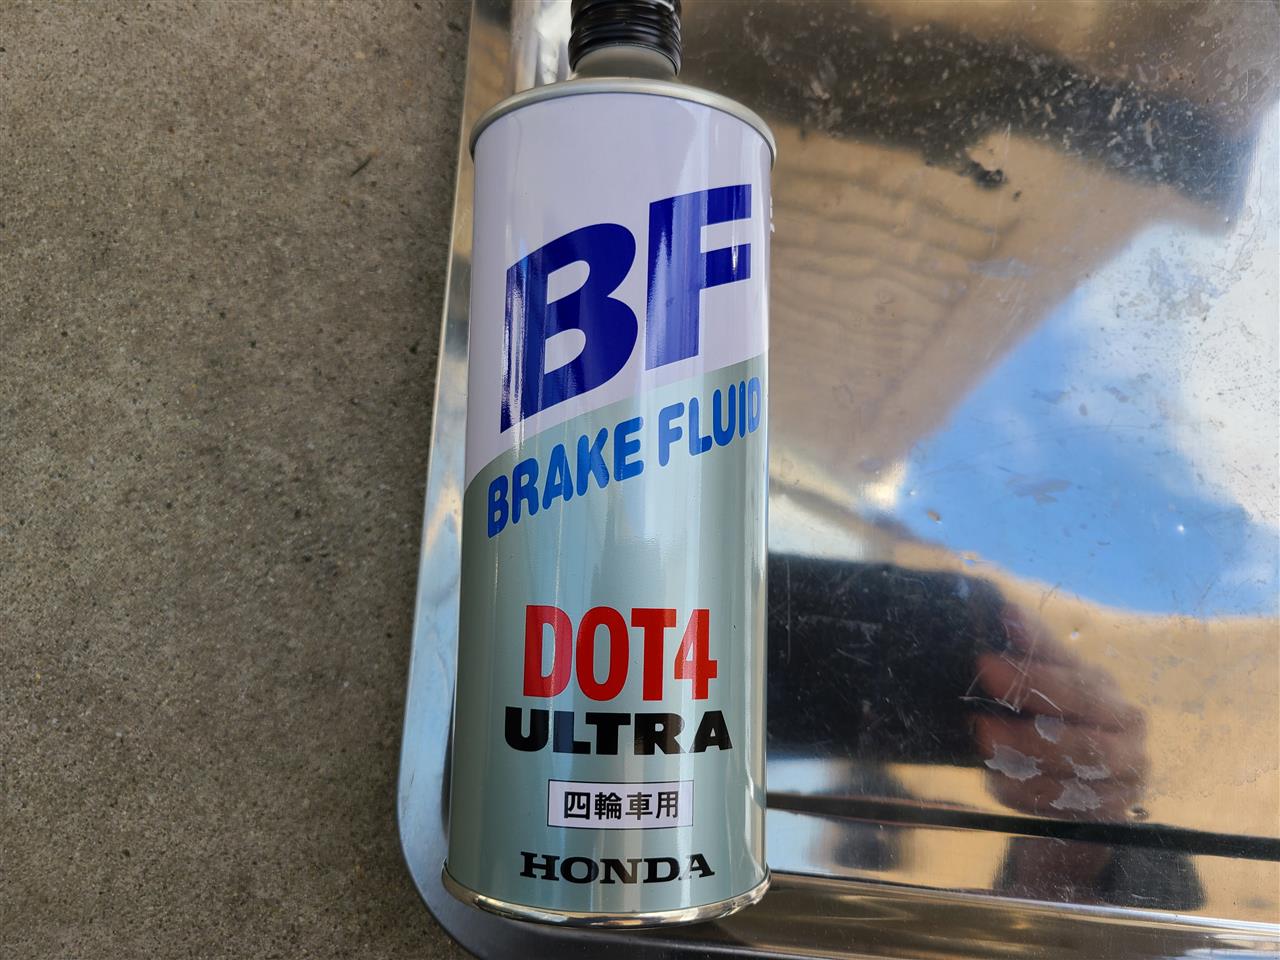 BF
BRAKE FLUID
DOT4
ULTRA
四輪車用
HONDA